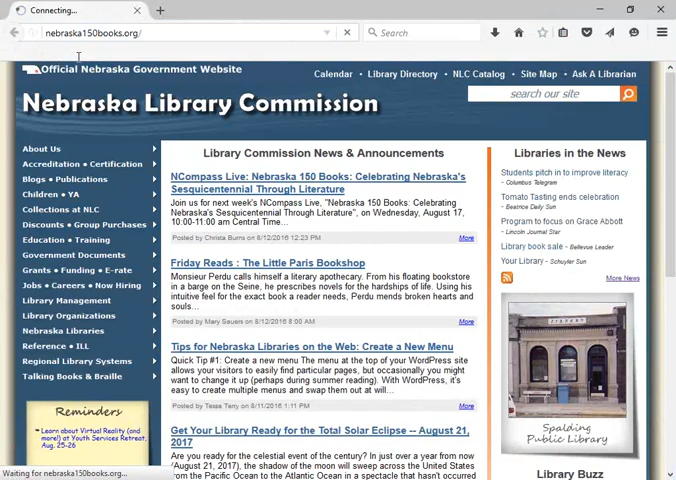 Connecting...
nebraska150books.org/
Search
Official Nebraska Government Website
Calendar • Library Directory • NLC Catalog • Site Map • Ask A Librarian
Nebraska Library Commission
search our site
About Us
Accreditation • Certification
Blogs • Publications
Children • YA
Collections at NLC
Discounts • Group Purchases
Education • Training
Government Documents
Grants • Funding • E-rate
Jobs • Careers • Now Hiring
Library Management
Library Organizations
Nebraska Libraries
Reference • ILL
Regional Library Systems
Talking Books & Braille
Reminders
Learn about Virtual Reality (and
more!) at Youth Services Retreat,
Aug. 25-26
Library Commission News & Announcements
NCompass Live: Nebraska 150 Books: Celebrating Nebraska's
Sesquicentennial Through Literature
Join us for next week's NCompass Live, "Nebraska 150 Books: Celebrating
Nebraska's Sesquicentennial Through Literature", on Wednesday, August 17,
10:00-11:00 am Central Time...
Posted by Christa Burns on 8/12/2016 12:23 PM
More
Friday Reads : The Little Paris Bookshop
Monsieur Perdu calls himself a literary apothecary. From his floating bookstore
in a barge on the Seine, he prescribes novels for the hardships of life. Using his
intuitive feel for the exact book a reader needs, Perdu mends broken hearts and
souls...
Posted by Mary Sauers on 8/12/2016 8:00 AM
More
Tips for Nebraska Libraries on the Web: Create a New Menu
Quick Tip #1: Create a new menu The menu at the top of your WordPress site
allows your visitors to easily find particular pages, but occasionally you might
want to change it up (perhaps during summer reading). With WordPress, it's
easy to create multiple menus and swap them out at will...
Posted by Tessa Terry on 8/11/2016 1:11 PM
More
Get Your Library Ready for the Total Solar Eclipse -- August 21,
2017
Are you ready for the celestial event of the century? In just over a year from now
(August 21, 2017), the shadow of the moon will sweep across the United States
from the Pacific Ocean to the Atlantic Ocean in a spectacle that hasn't occurred
Libraries in the News
Students pitch in to improve literacy
- Columbus Telegram
Tomato Tasting ends celebration
- Beatrice Daily Sun
Program to focus on Grace Abbott
- Lincoln Journal Star
Library book sale - Bellevue Leader
Your Library - Schuyler Sun
More News
LIBRARY
Spalding
Public Library
Library Buzz
Waiting for nebraska150books.org...